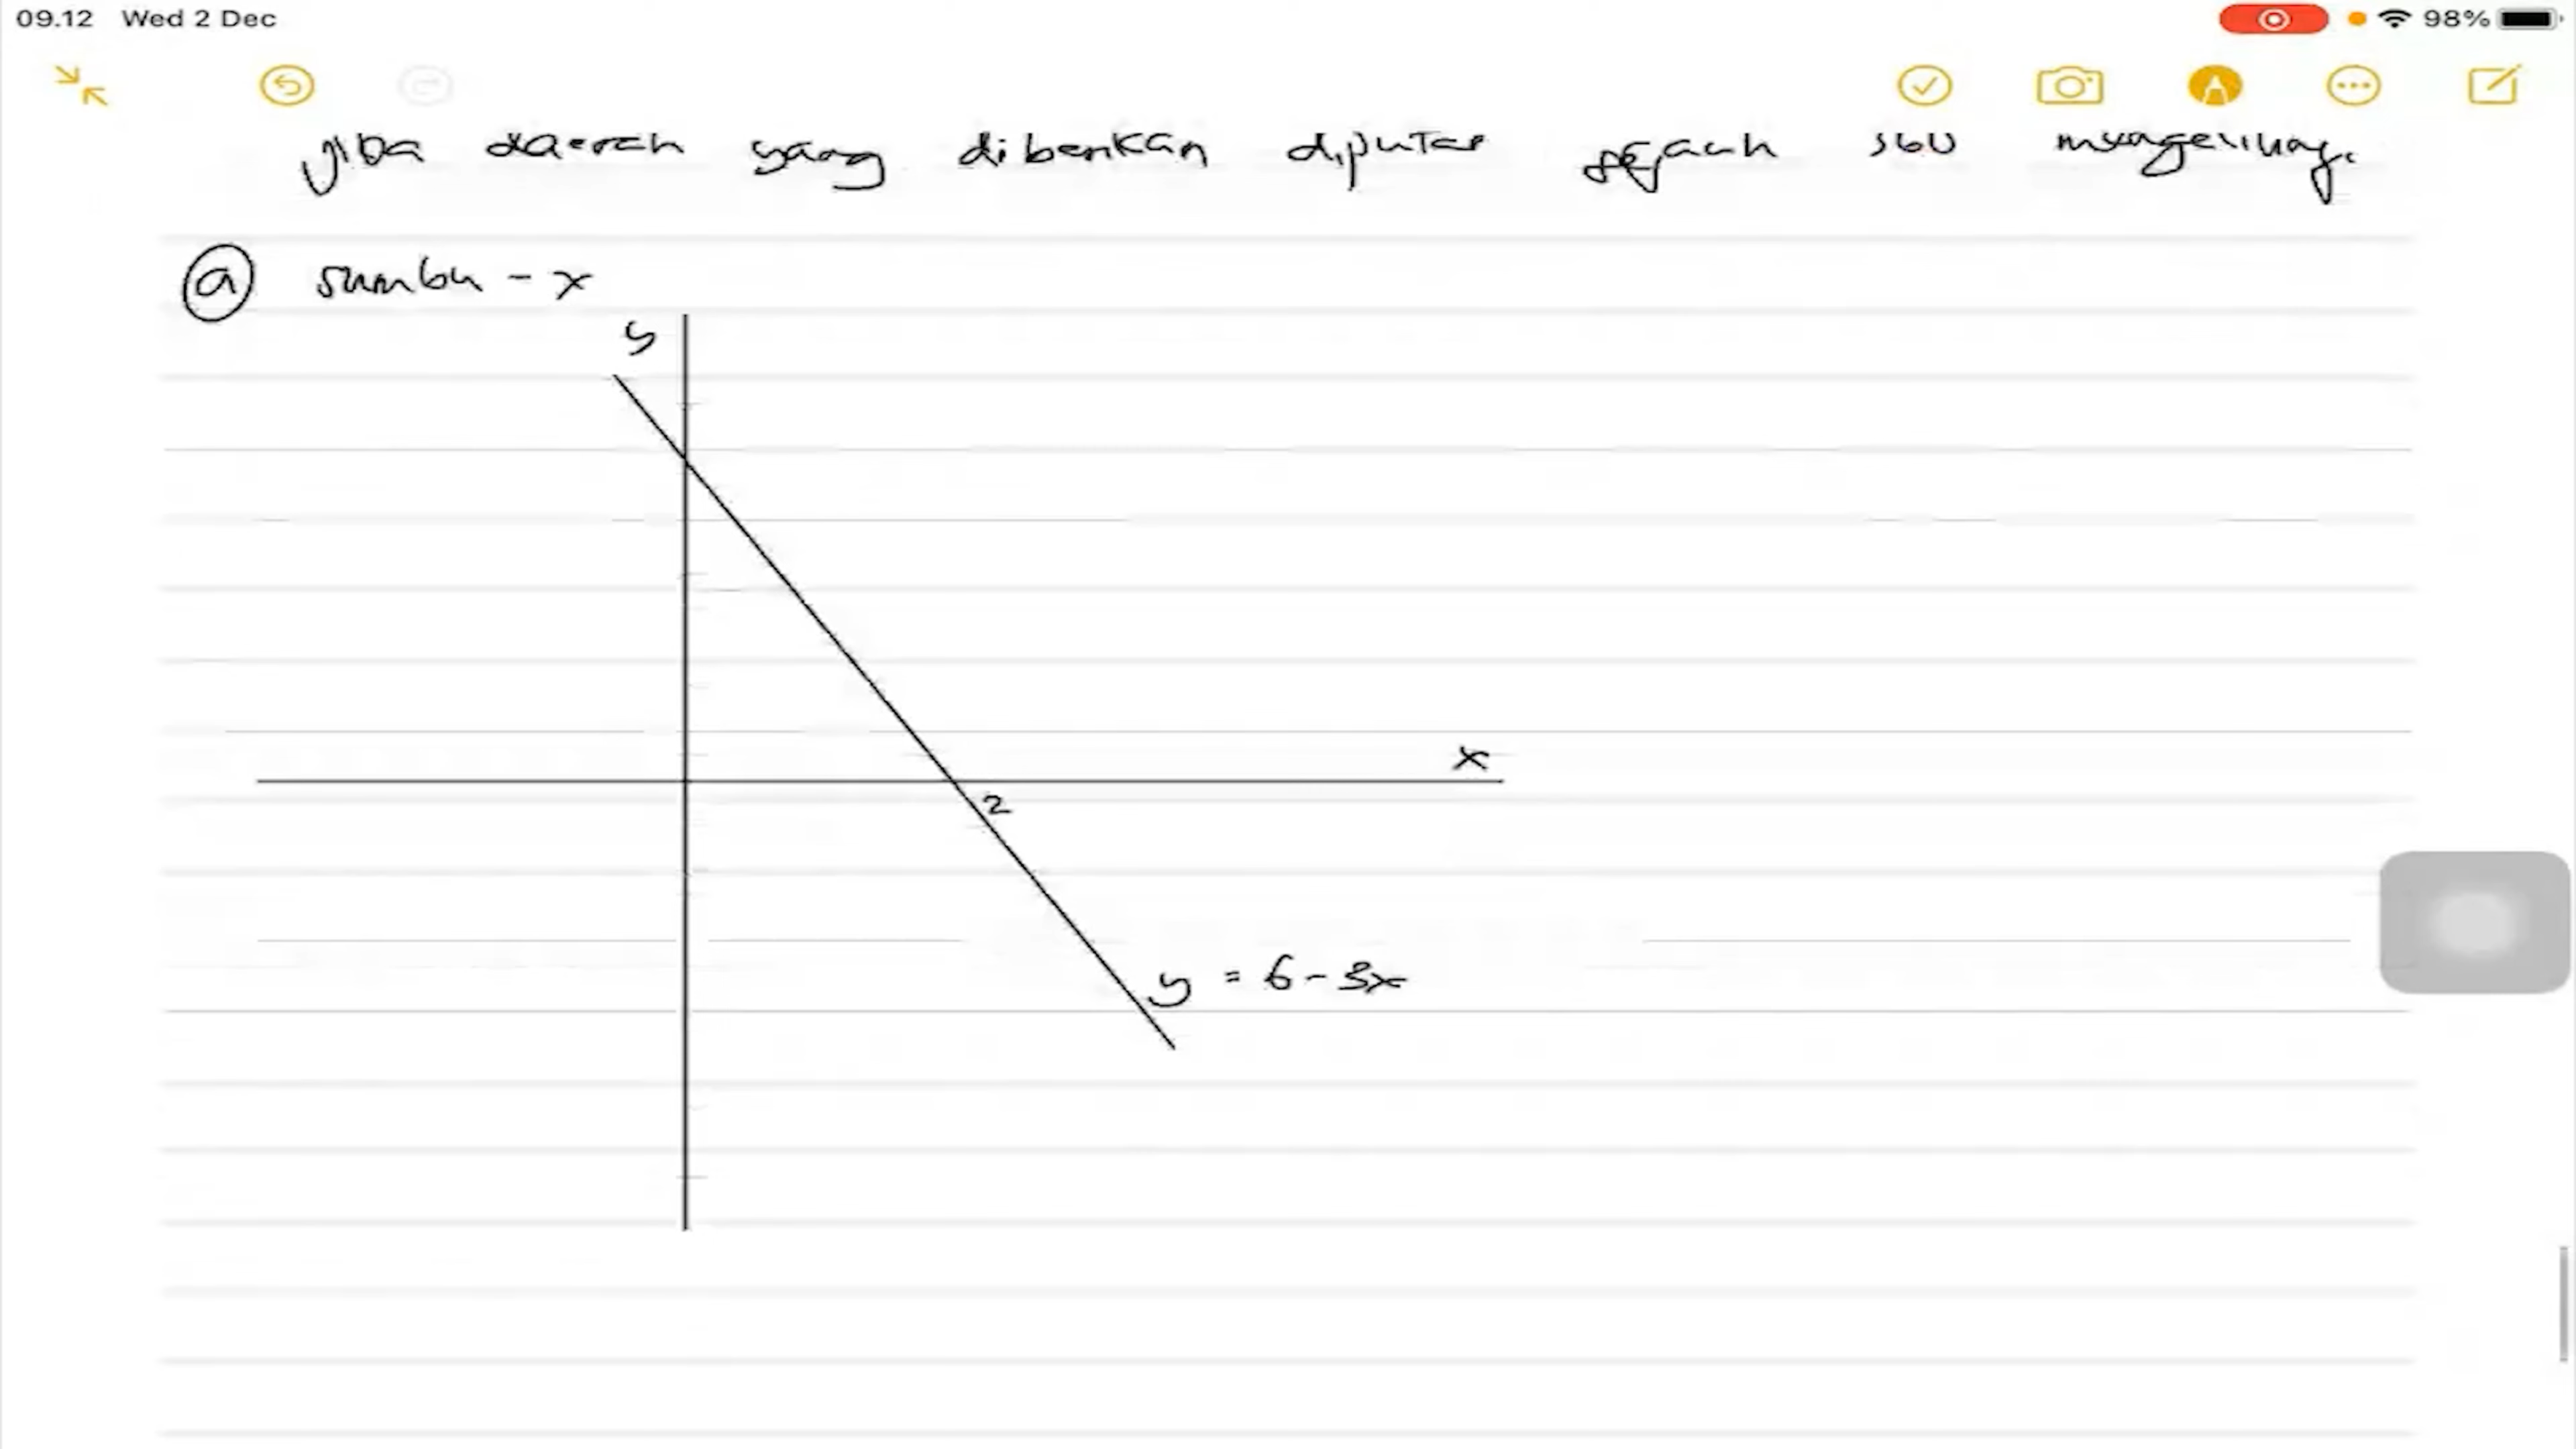 09.12 Wed 2 Dec 98%
jika daerah yang diberikan diputar sejauh 360 mengelilingi
a sumbu - x
y
x
2
y = 6 - 3x